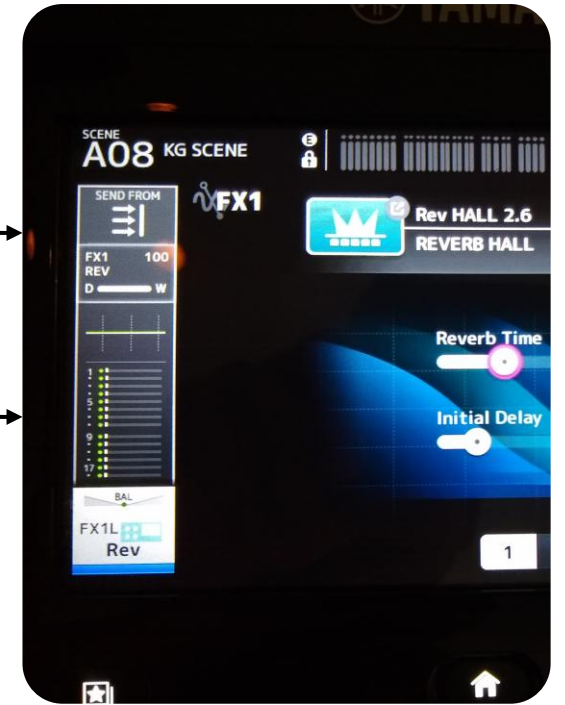 SCENE
A08 KG SCENE
E
SEND FROM
FX1
FX1 100
REV
D W
Rev HALL 2.6
REVERB HALL
Reverb Time
Initial Delay
1
5
9
17
BAL
FX1L
Rev
1